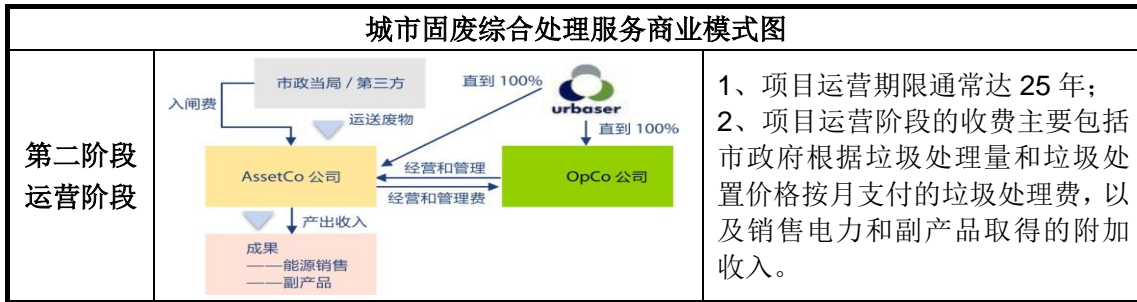 城市固废综合处理服务商业模式图
第二阶段
运营阶段
市政当局 / 第三方
直到 100%
urbaser
入闸费
运送废物
直到 100%
AssetCo 公司
经营和管理
经营和管理费
OpCo 公司
产出收入
成果
——能源销售
——副产品
1、项目运营期限通常达 25 年；
2、项目运营阶段的收费主要包括
市政府根据垃圾处理量和垃圾处
置价格按月支付的垃圾处理费，以
及销售电力和副产品取得的附加
收入。